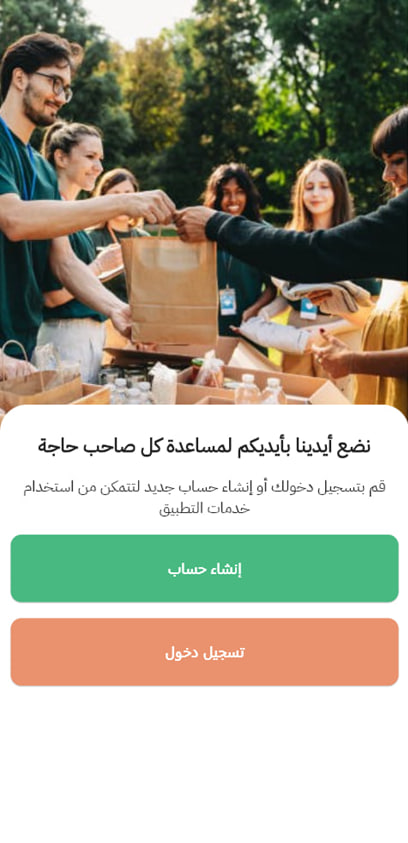 نضع أيدينا بأيديكم لمساعدة كل صاحب حاجة
قم بتسجيل دخولك أو إنشاء حساب جديد لتتمكن من استخدام
خدمات التطبيق
إنشاء حساب
تسجيل دخول